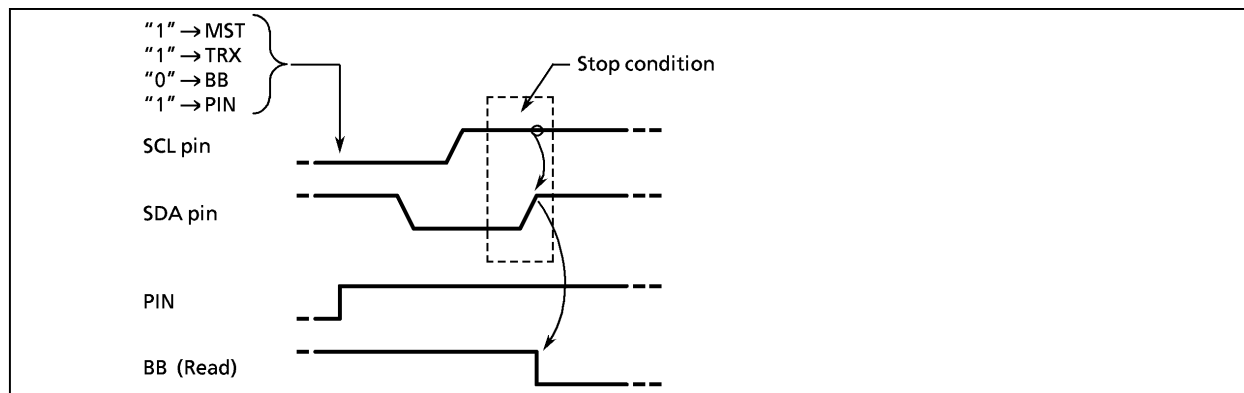 “1” → MST
“1” → TRX
“0” → BB
“1” → PIN
Stop condition
SCL pin
SDA pin
PIN
BB (Read)